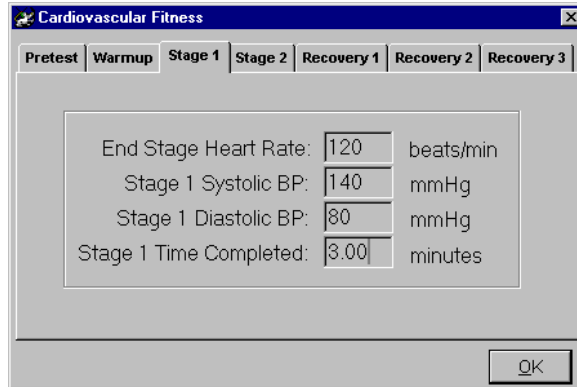 Cardiovascular Fitness
Pretest Warmup Stage 1 Stage 2 Recovery 1 Recovery 2 Recovery 3
End Stage Heart Rate: 120 beats/min
Stage 1 Systolic BP: 140 mmHg
Stage 1 Diastolic BP: 80 mmHg
Stage 1 Time Completed: 3.00 minutes
OK